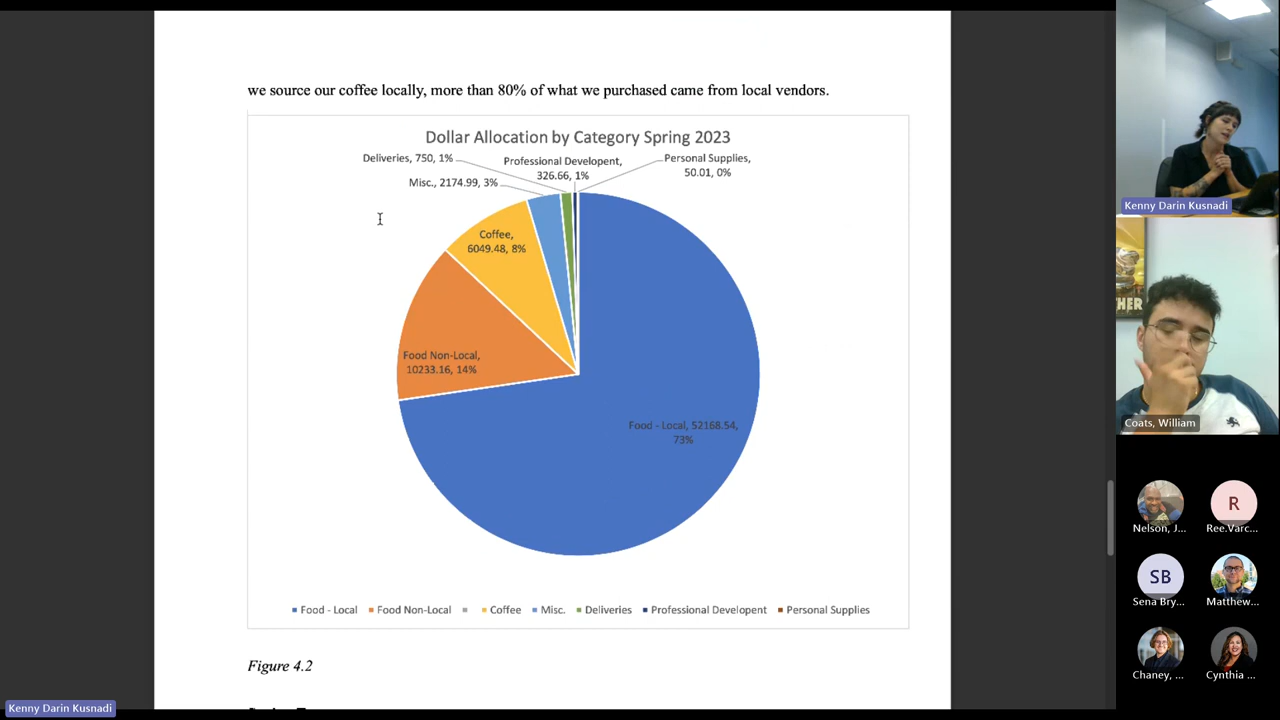 we source our coffee locally, more than 80% of what we purchased came from local vendors.
Dollar Allocation by Category Spring 2023
Deliveries, 750, 1%
Professional Developent,
326.66, 1%
Personal Supplies,
50.01, 0%
Misc., 2174.99, 3%
Coffee,
6049.48, 8%
Food Non-Local,
10233.16, 14%
Food - Local, 52168.54,
73%
Food - Local
Food Non-Local
Coffee
Misc.
Deliveries
Professional Developent
Personal Supplies
Figure 4.2
Kenny Darin Kusnadi
Kenny Darin Kusnadi
THER
Coats, William
Nelson, J...
Ree.Varc...
R
SB
Sena Bry...
Matthew...
Chaney, ...
Cynthia ...